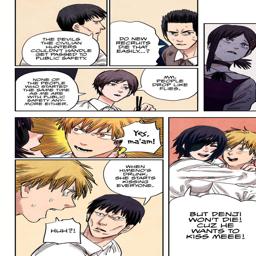 THE DEVILS
THE CIVILIAN
HUNTERS
COULDN'T HANDLE
GET PASSED TO
PUBLIC SAFETY.
DO NEW
RECRUITS
DIE THAT
EASILY...?
NONE OF
THE PEOPLE
WHO STARTED
THE SAME TIME
AS ME ARE
WITH PUBLIC
SAFETY ANY-
MORE EITHER.
MM,
PEOPLE
DROP LIKE
FLIES.
Yes,
ma'am!
WHEN
HIMENO'S
DRUNK,
SHE STARTS
KISSING
EVERYONE.
HUH?!
BUT DENJI
WON'T DIE!
CUZ HE
WANTS TO
KISS MEEE!